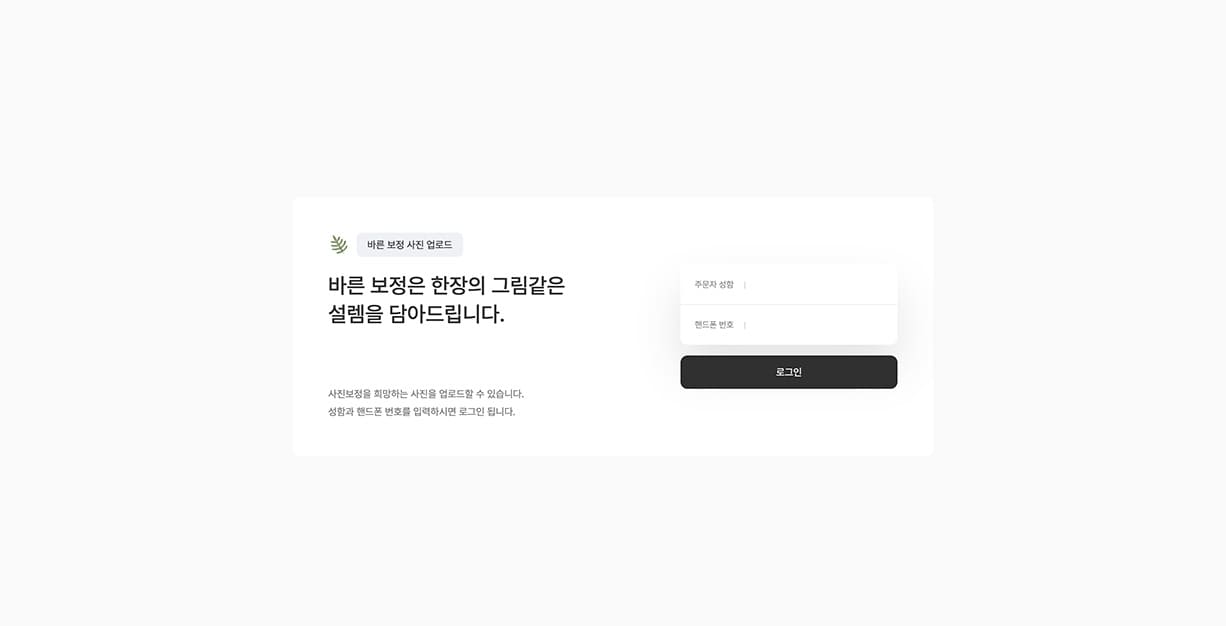 바른 보정 사진 업로드
바른 보정은 한장의 그림같은
설렘을 담아드립니다.
사진보정을 희망하는 사진을 업로드할 수 있습니다.
성함과 핸드폰 번호를 입력하시면 로그인 됩니다.
주문자 성함 |
핸드폰 번호 |
로그인